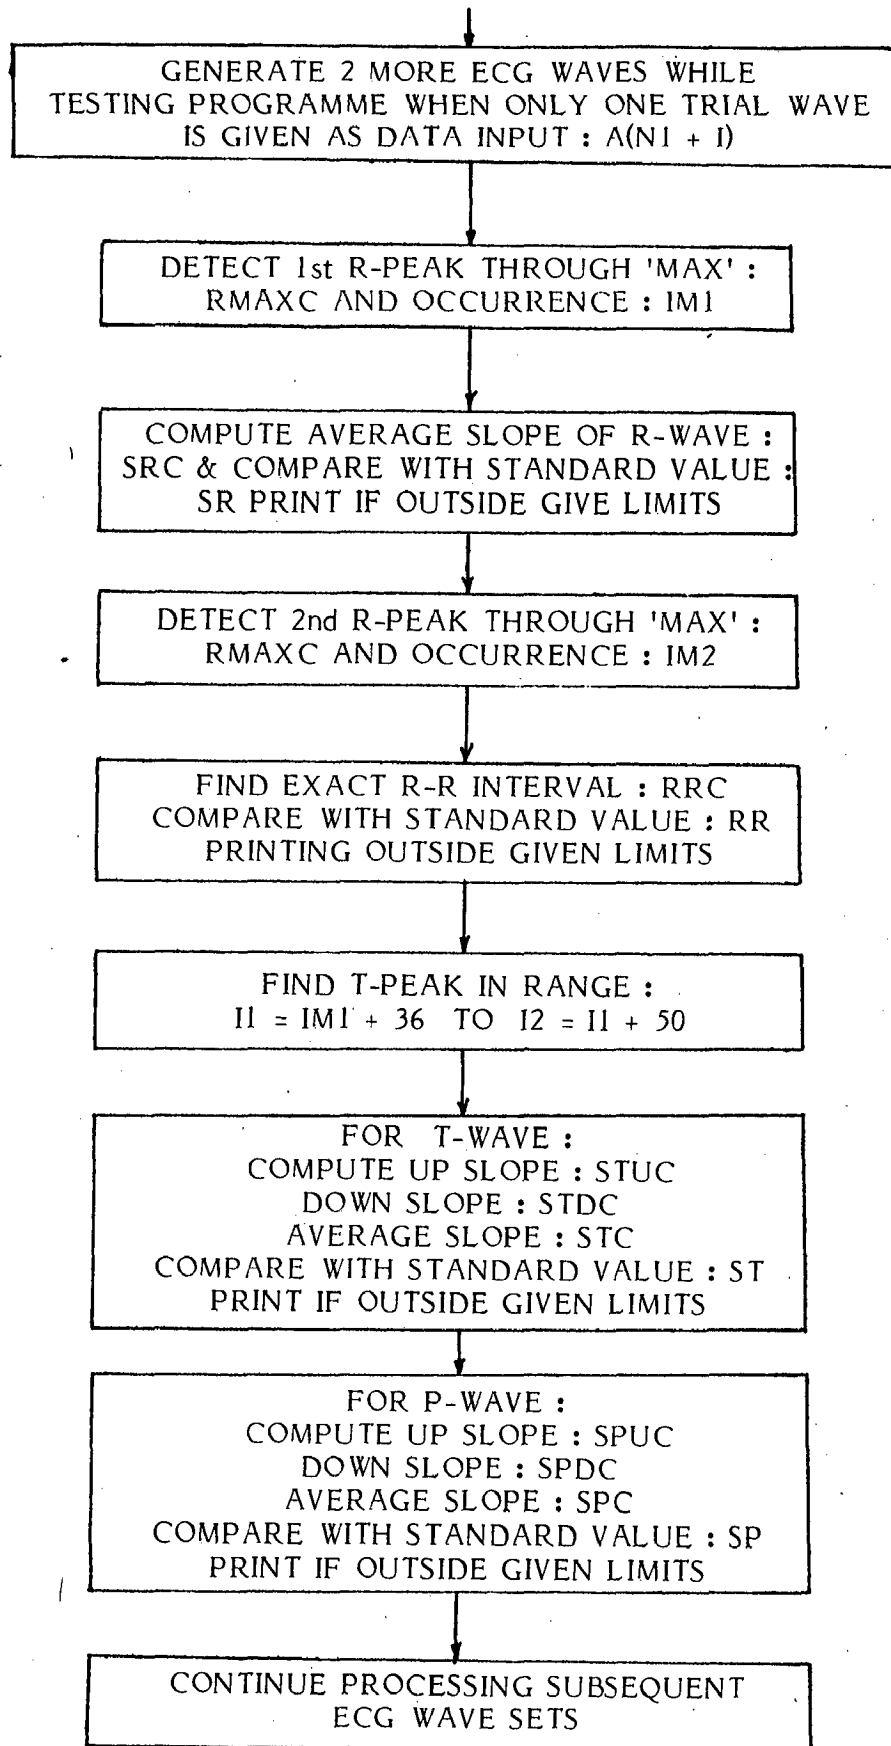 GENERATE 2 MORE ECG WAVES WHILE
TESTING PROGRAMME WHEN ONLY ONE TRIAL WAVE
IS GIVEN AS DATA INPUT : A(N1 + I)
DETECT 1st R-PEAK THROUGH 'MAX' :
RMAXC AND OCCURRENCE : IM1
COMPUTE AVERAGE SLOPE OF R-WAVE :
SRC & COMPARE WITH STANDARD VALUE :
SR PRINT IF OUTSIDE GIVE LIMITS
DETECT 2nd R-PEAK THROUGH 'MAX' :
RMAXC AND OCCURRENCE : IM2
FIND EXACT R-R INTERVAL : RRC
COMPARE WITH STANDARD VALUE : RR
PRINTING OUTSIDE GIVEN LIMITS
FIND T-PEAK IN RANGE :
I1 = IM1 + 36 TO I2 = I1 + 50
FOR T-WAVE :
COMPUTE UP SLOPE : STUC
DOWN SLOPE : STDC
AVERAGE SLOPE : STC
COMPARE WITH STANDARD VALUE : ST
PRINT IF OUTSIDE GIVEN LIMITS
FOR P-WAVE :
COMPUTE UP SLOPE : SPUC
DOWN SLOPE : SPDC
AVERAGE SLOPE : SPC
COMPARE WITH STANDARD VALUE : SP
PRINT IF OUTSIDE GIVEN LIMITS
CONTINUE PROCESSING SUBSEQUENT
ECG WAVE SETS